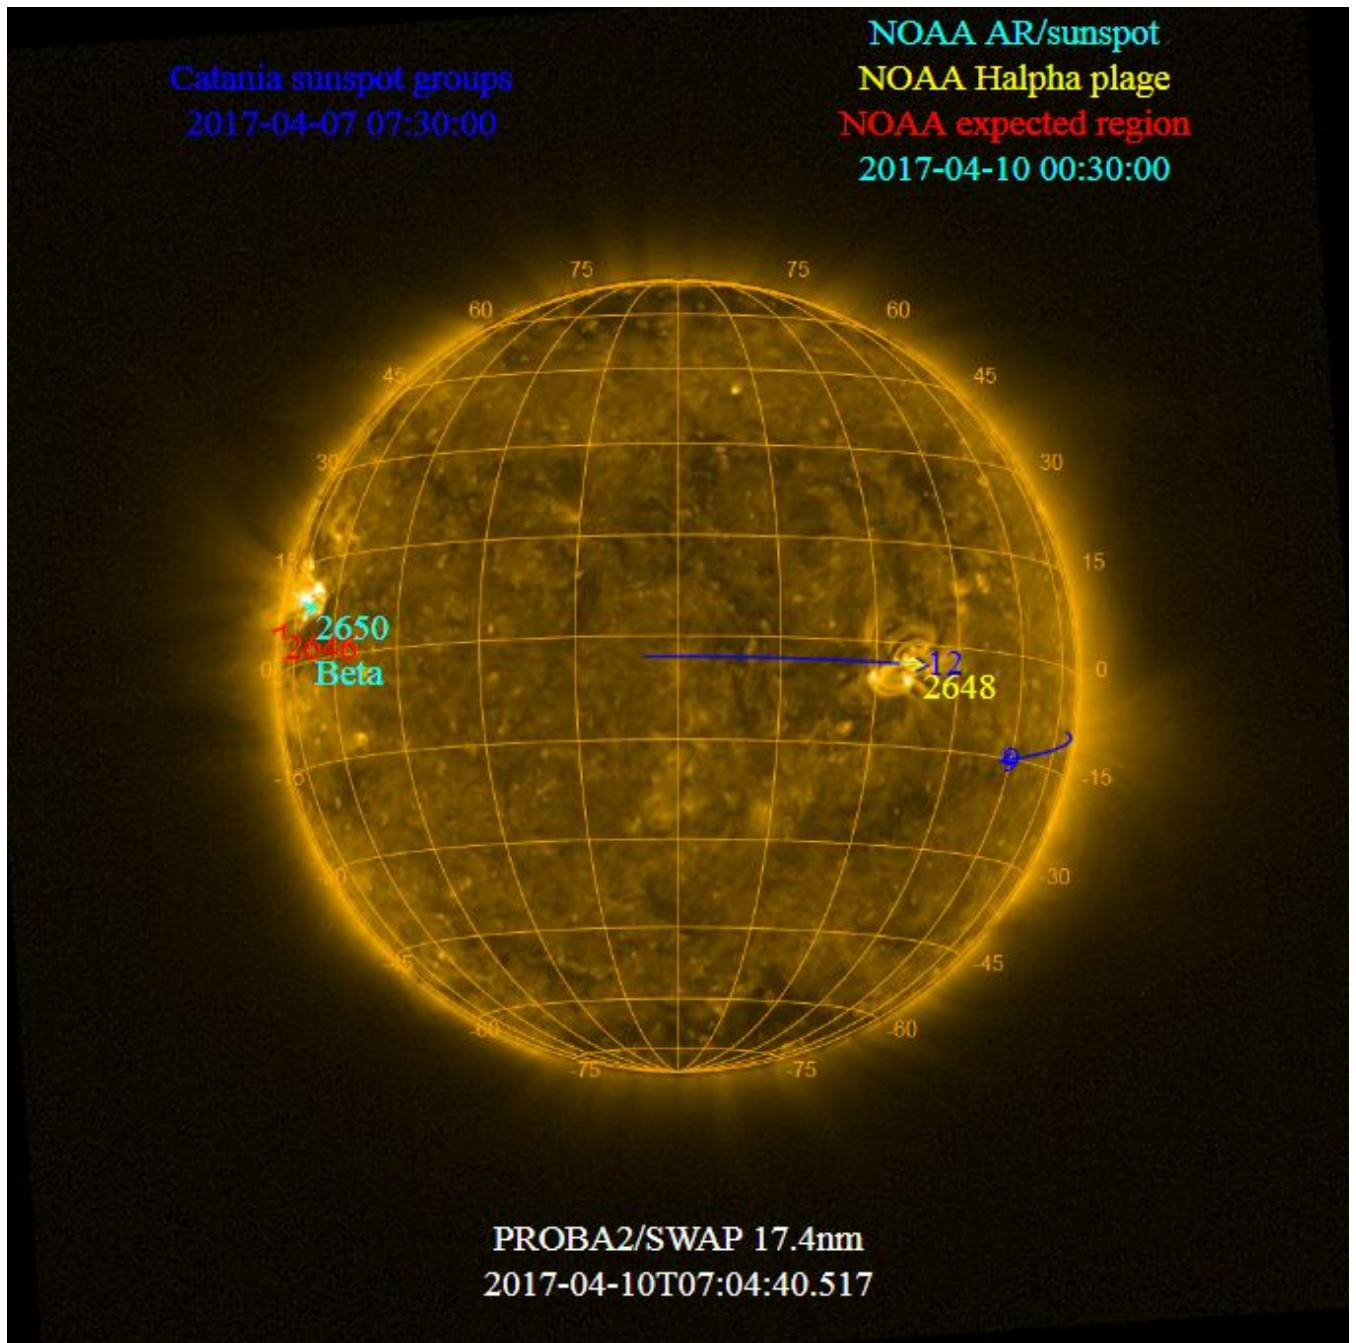 NOAA AR/sunspot
Catania sunspot groups
NOAA Halpha plage
2017-04-07 07:30:00
NOAA expected region
2017-04-10 00:30:00
75 75
60 60
45 45
30 30
15 15
2650
2646
0 0
12
Beta
2648
9
-15 -15
-30
-45 -45
-60 -60
-75 -75
PROBA2/SWAP 17.4nm
2017-04-10T07:04:40.517